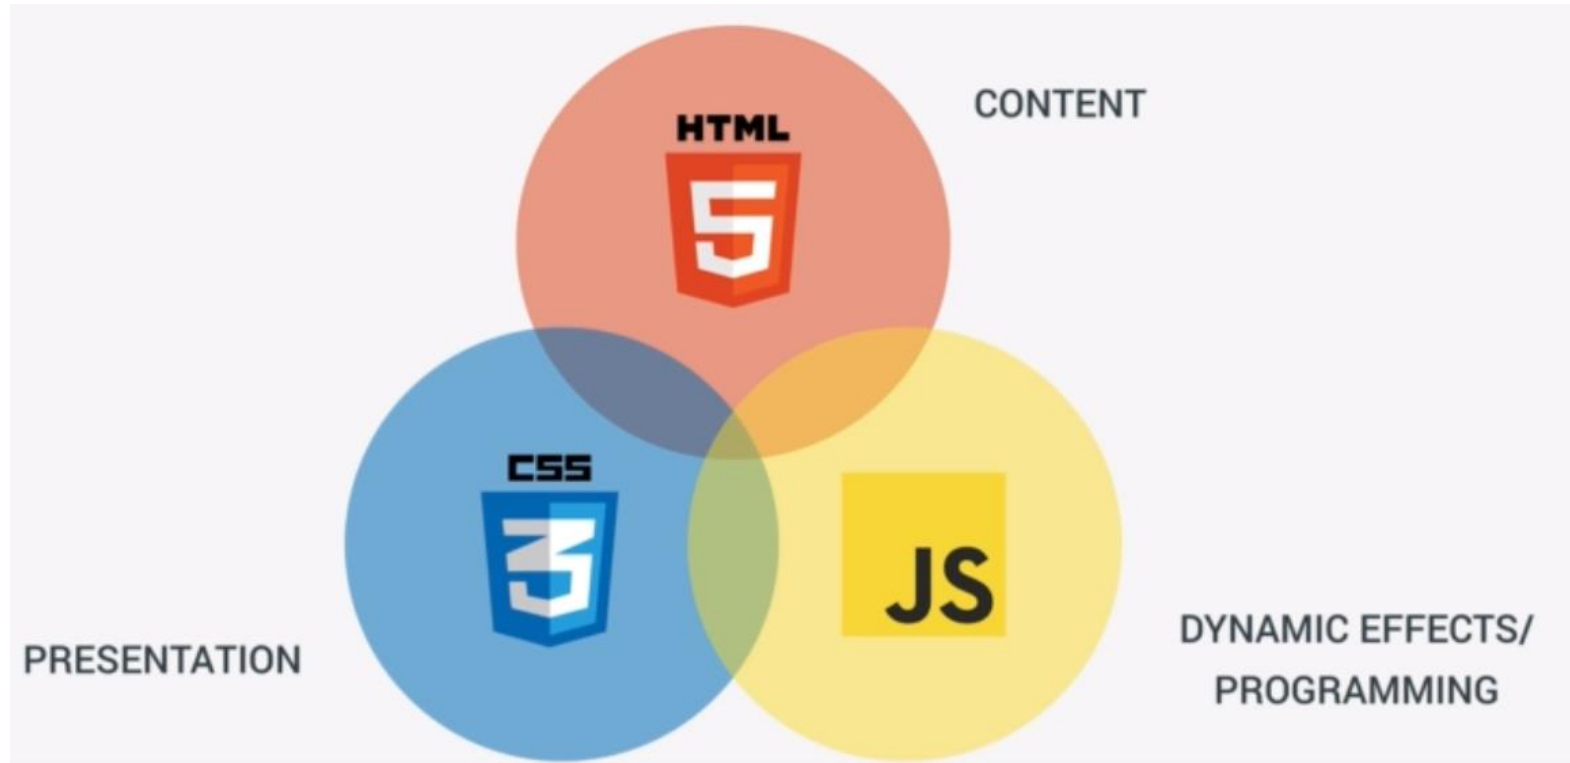 CONTENT
HTML
5
CSS
3
JS
PRESENTATION
DYNAMIC EFFECTS/
PROGRAMMING